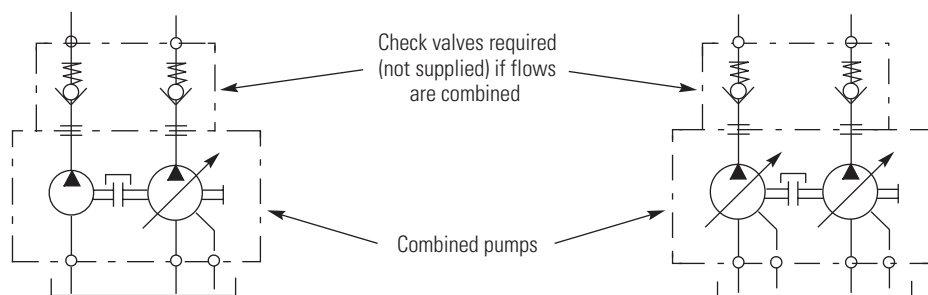 Check valves required
(not supplied) if flows
are combined
Combined pumps